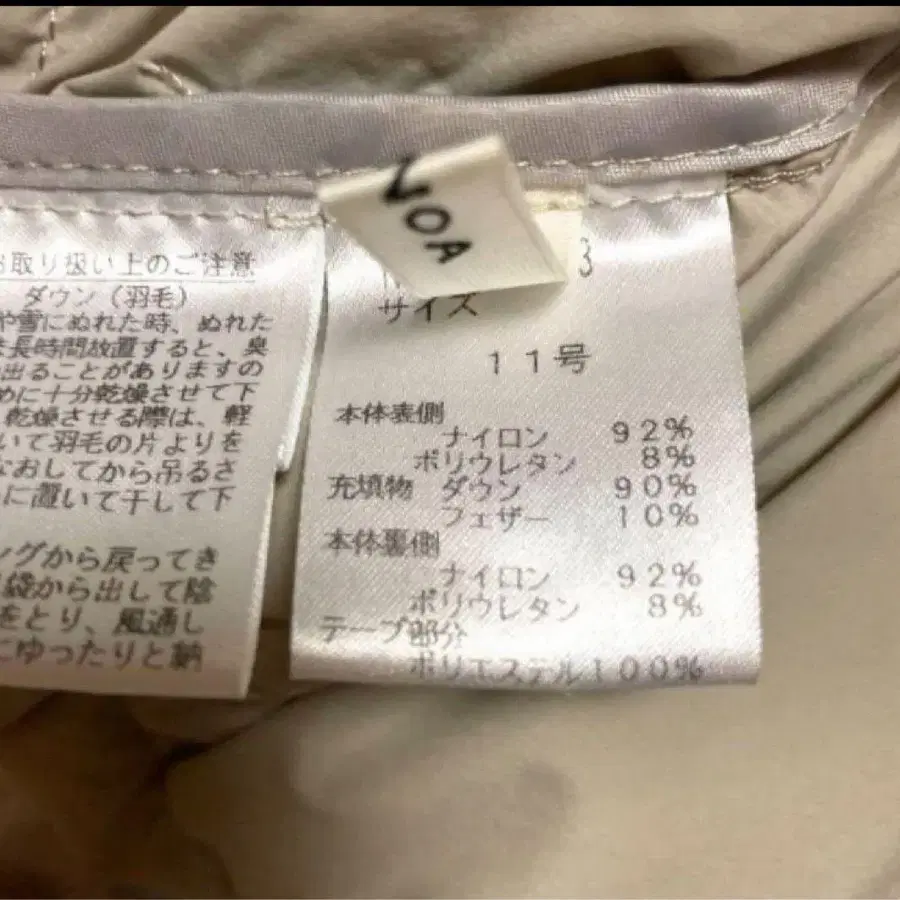 お取り扱い上のご注意
ダウン（羽毛）
や雪にぬれた時、ぬれた
長時間放置すると、臭
出ることがありますの
めに十分乾燥させて下
乾燥させる際は、軽
いて羽毛の片よりを
なおしてから吊るさ
に置いて干して下
ングから戻ってき
袋から出して陰
をとり、風通し
にゆったりと納
NOA
3
サイズ
11号
本体表側
ナイロン 92%
ポリウレタン 8%
充填物 ダウン 90%
フェザー 10%
本体裏側
ナイロン 92%
ポリウレタン 8%
テープ部分
ポリエステル100%